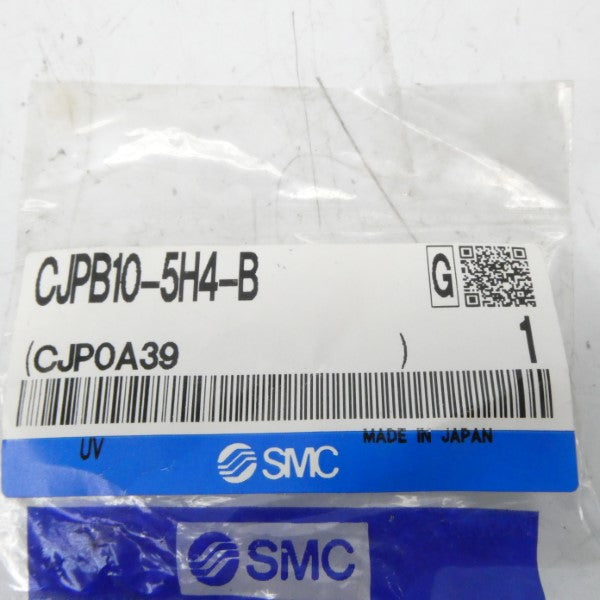 CJPB10-5H4-B G
(CJP0A39 ) 1
UV MADE IN JAPAN
SMC
SMC